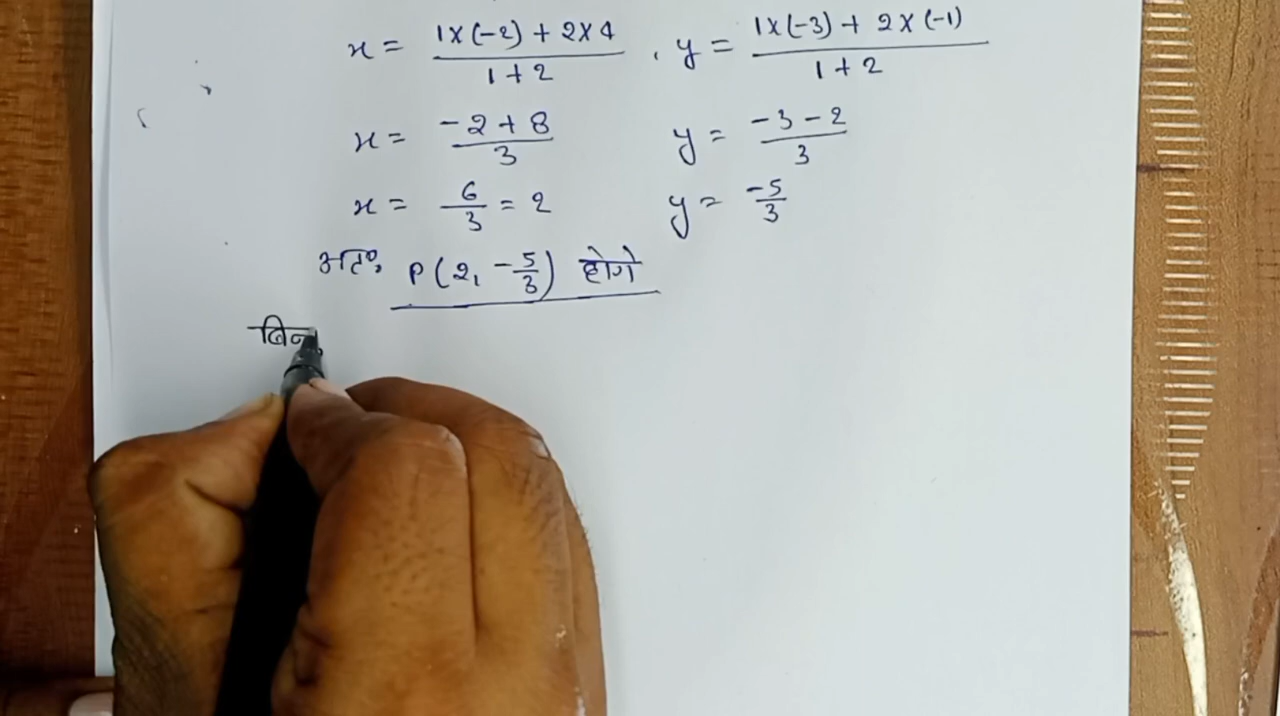 x = 1×(-2) + 2×4 / 1+2 , y = 1×(-3) + 2×(-1) / 1+2
x = -2+8 / 3 y = -3-2 / 3
x = 6/3 = 2 y = -5/3
अतः, P(2, -5/3) होगे
बिन्